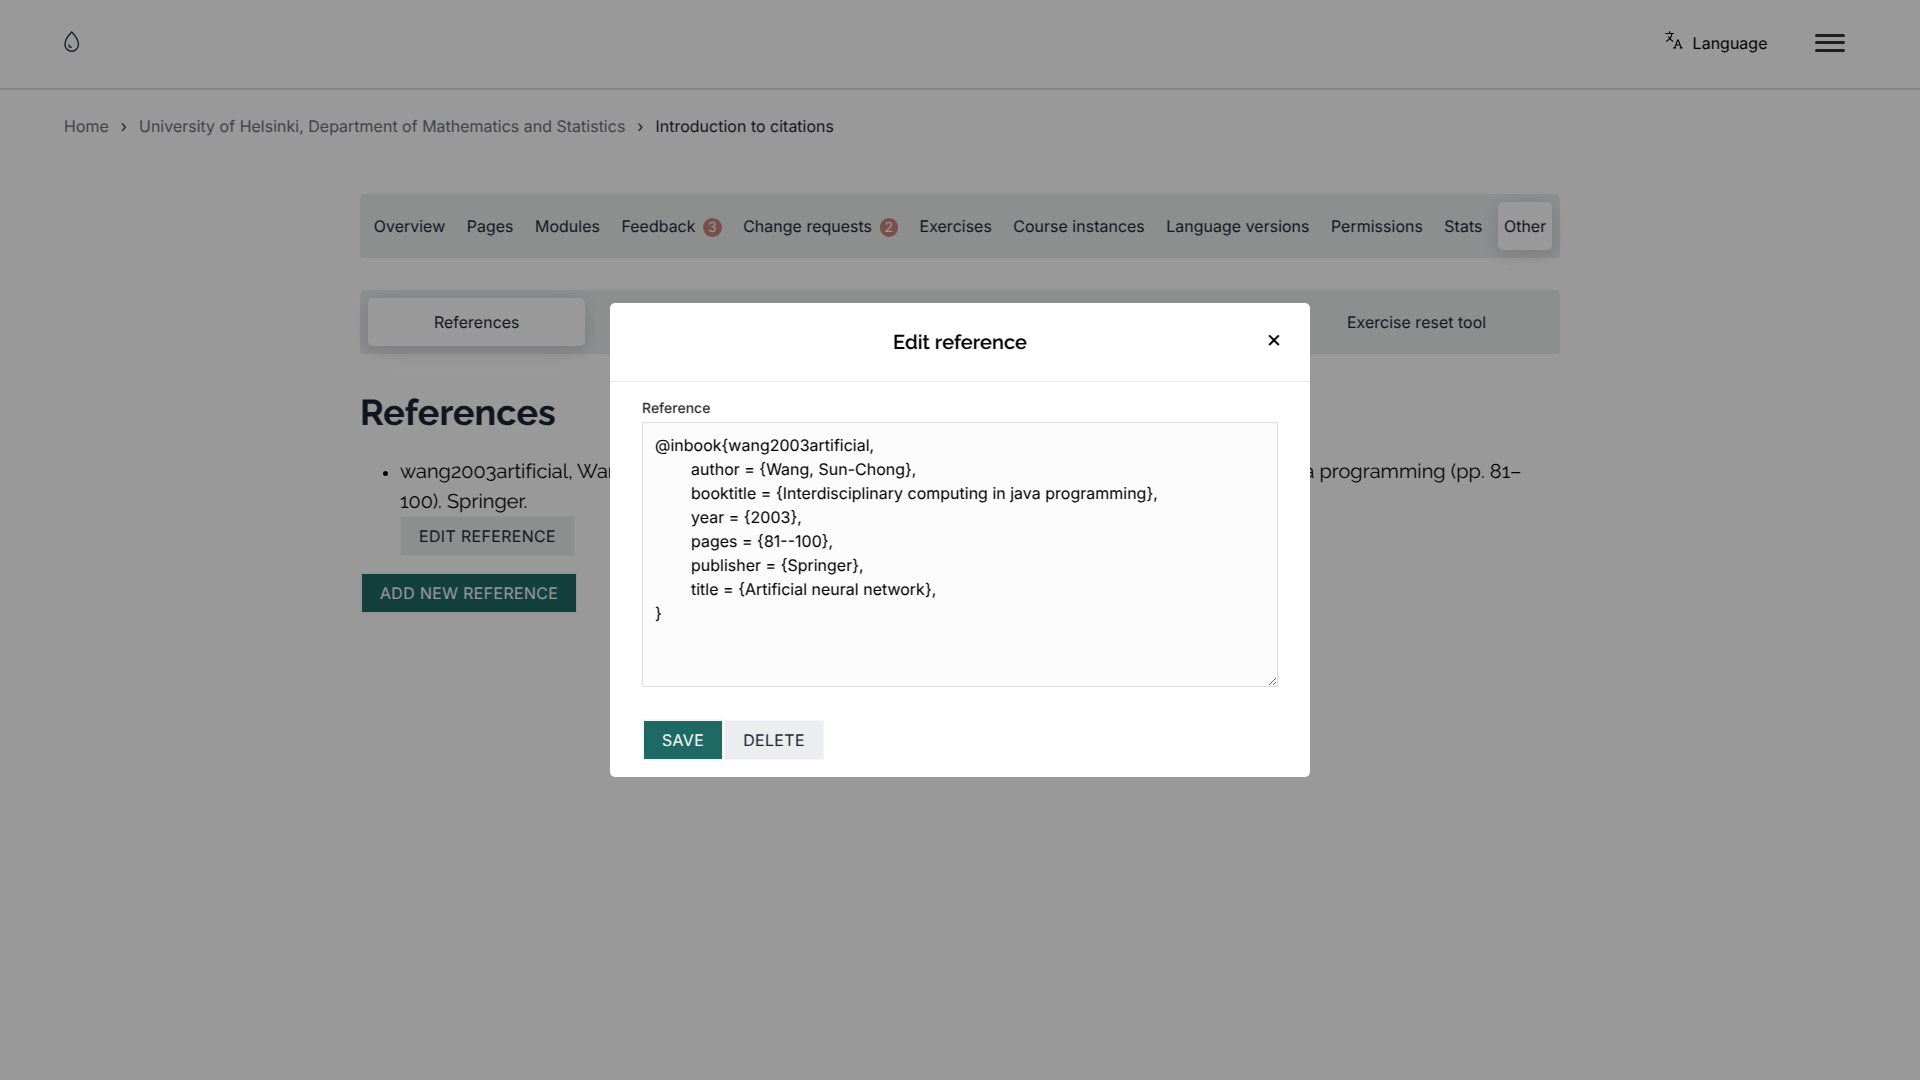 Language
Home › University of Helsinki, Department of Mathematics and Statistics › Introduction to citations
Overview Pages Modules Feedback 3 Change requests 2 Exercises Course instances Language versions Permissions Stats Other
References Exercise reset tool
Edit reference
References
Reference
@inbook{wang2003artificial,
author = {Wang, Sun-Chong},
booktitle = {Interdisciplinary computing in java programming},
year = {2003},
pages = {81--100},
publisher = {Springer},
title = {Artificial neural network},
}
wang2003artificial, programming (pp. 81–
100). Springer.
EDIT REFERENCE
ADD NEW REFERENCE
SAVE DELETE